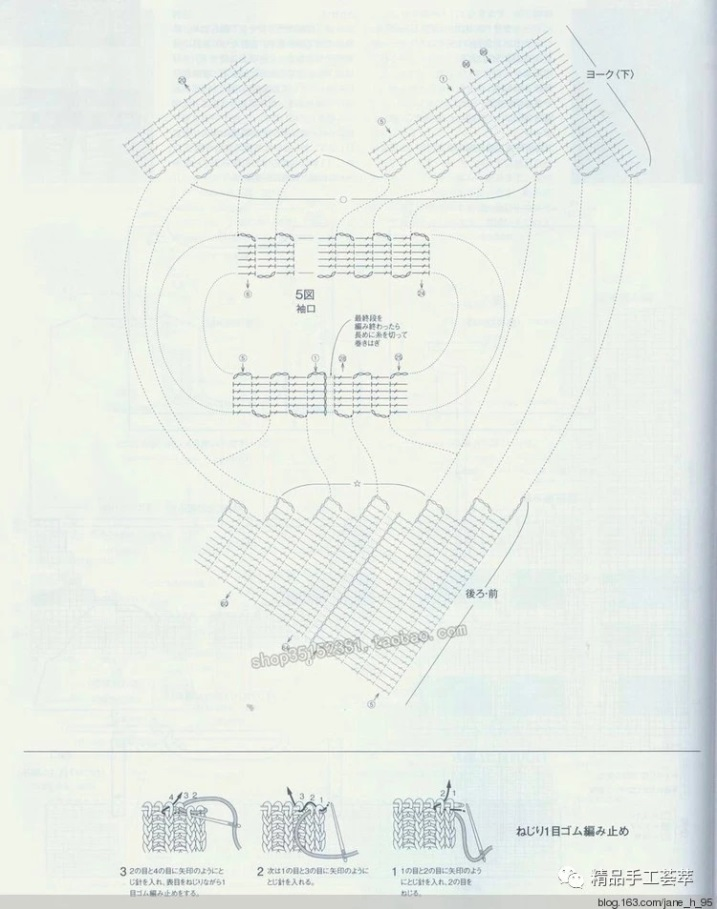 ヨーク(下)
5図
袖口
最終段を
編み終わったら
長めに糸を切って
巻きはぎ
後ろ・前
shop35152381.taobao.com
ねじり1目ゴム編み止め
3 2の目と4の目に矢印のようにと
じ針を入れ、表目をねじりながら1
目ゴム編み止めをする。
2 次は1の目と3の目に矢印のように
とじ針を入れる。
1 1の目と2の目に矢印のよう
にとじ針を入れ、2の目を
ねじる。
精品手工荟萃
blog.163.com/jane_h_95